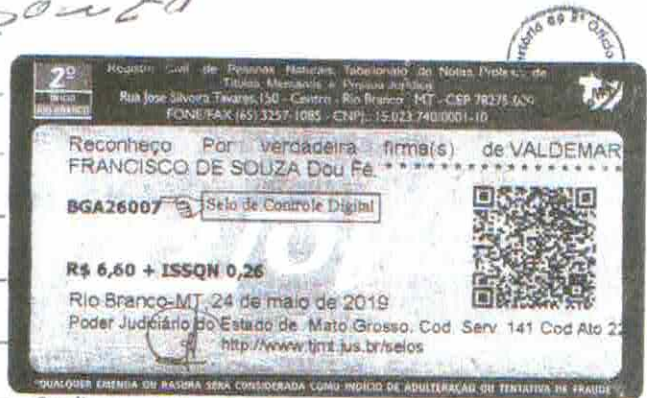 Souza
2º
Registro Civil de Pessoas Naturais, Tabelionato de Notas Protesto de
Títulos, Mercantis e Pessoa Jurídica
Rua Jose Silveira Tavares, 150 - Centro - Rio Branco - MT - CEP 78275-000
FONE/FAX (65) 3257-1085 - CNPJ.: 15.023.740/0001-10
Reconheço Por verdadeira firma(s) de VALDEMAR
FRANCISCO DE SOUZA Dou Fé.
BGA26007 Selo de Controle Digital
R$ 6,60 + ISSQN 0,26
Rio Branco-MT 24 de maio de 2019
Poder Judiciário do Estado de Mato Grosso. Cod. Serv. 141 Cod Ato 22
http://www.tjmt.jus.br/selos
"QUALQUER EMENDA OU RASURA SERÁ CONSIDERADA COMO INDÍCIO DE ADULTERAÇÃO OU TENTATIVA DE FRAUDE"